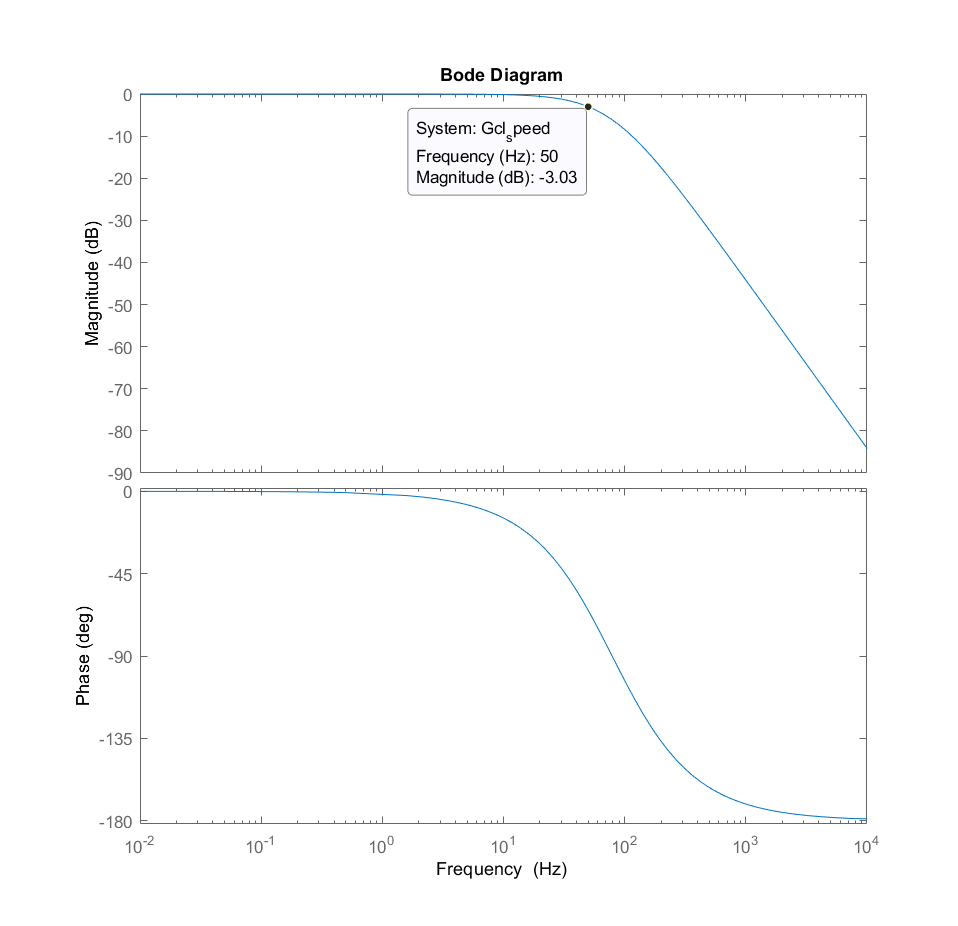 Bode Diagram
Magnitude (dB)
0
-10
-20
-30
-40
-50
-60
-70
-80
-90
System: Gcl_speed
Frequency (Hz): 50
Magnitude (dB): -3.03
Phase (deg)
0
-45
-90
-135
-180
10^-2 10^-1 10^0 10^1 10^2 10^3 10^4
Frequency (Hz)